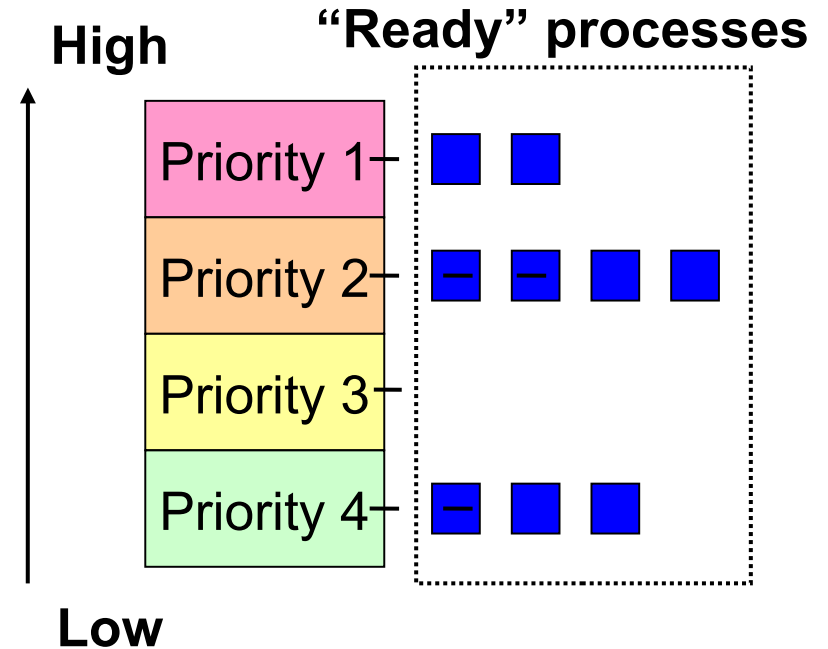 “Ready” processes
High
Priority 1
Priority 2
Priority 3
Priority 4
Low